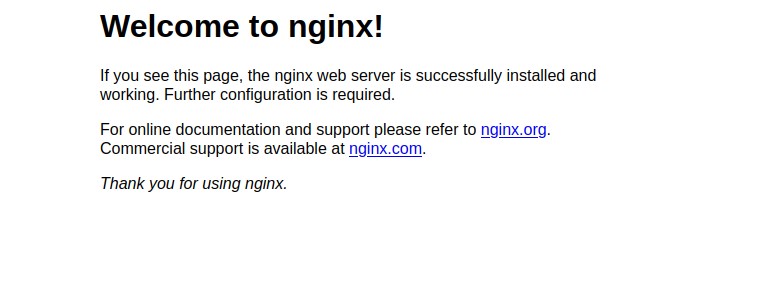 Welcome to nginx!
If you see this page, the nginx web server is successfully installed and
working. Further configuration is required.
For online documentation and support please refer to nginx.org.
Commercial support is available at nginx.com.
Thank you for using nginx.